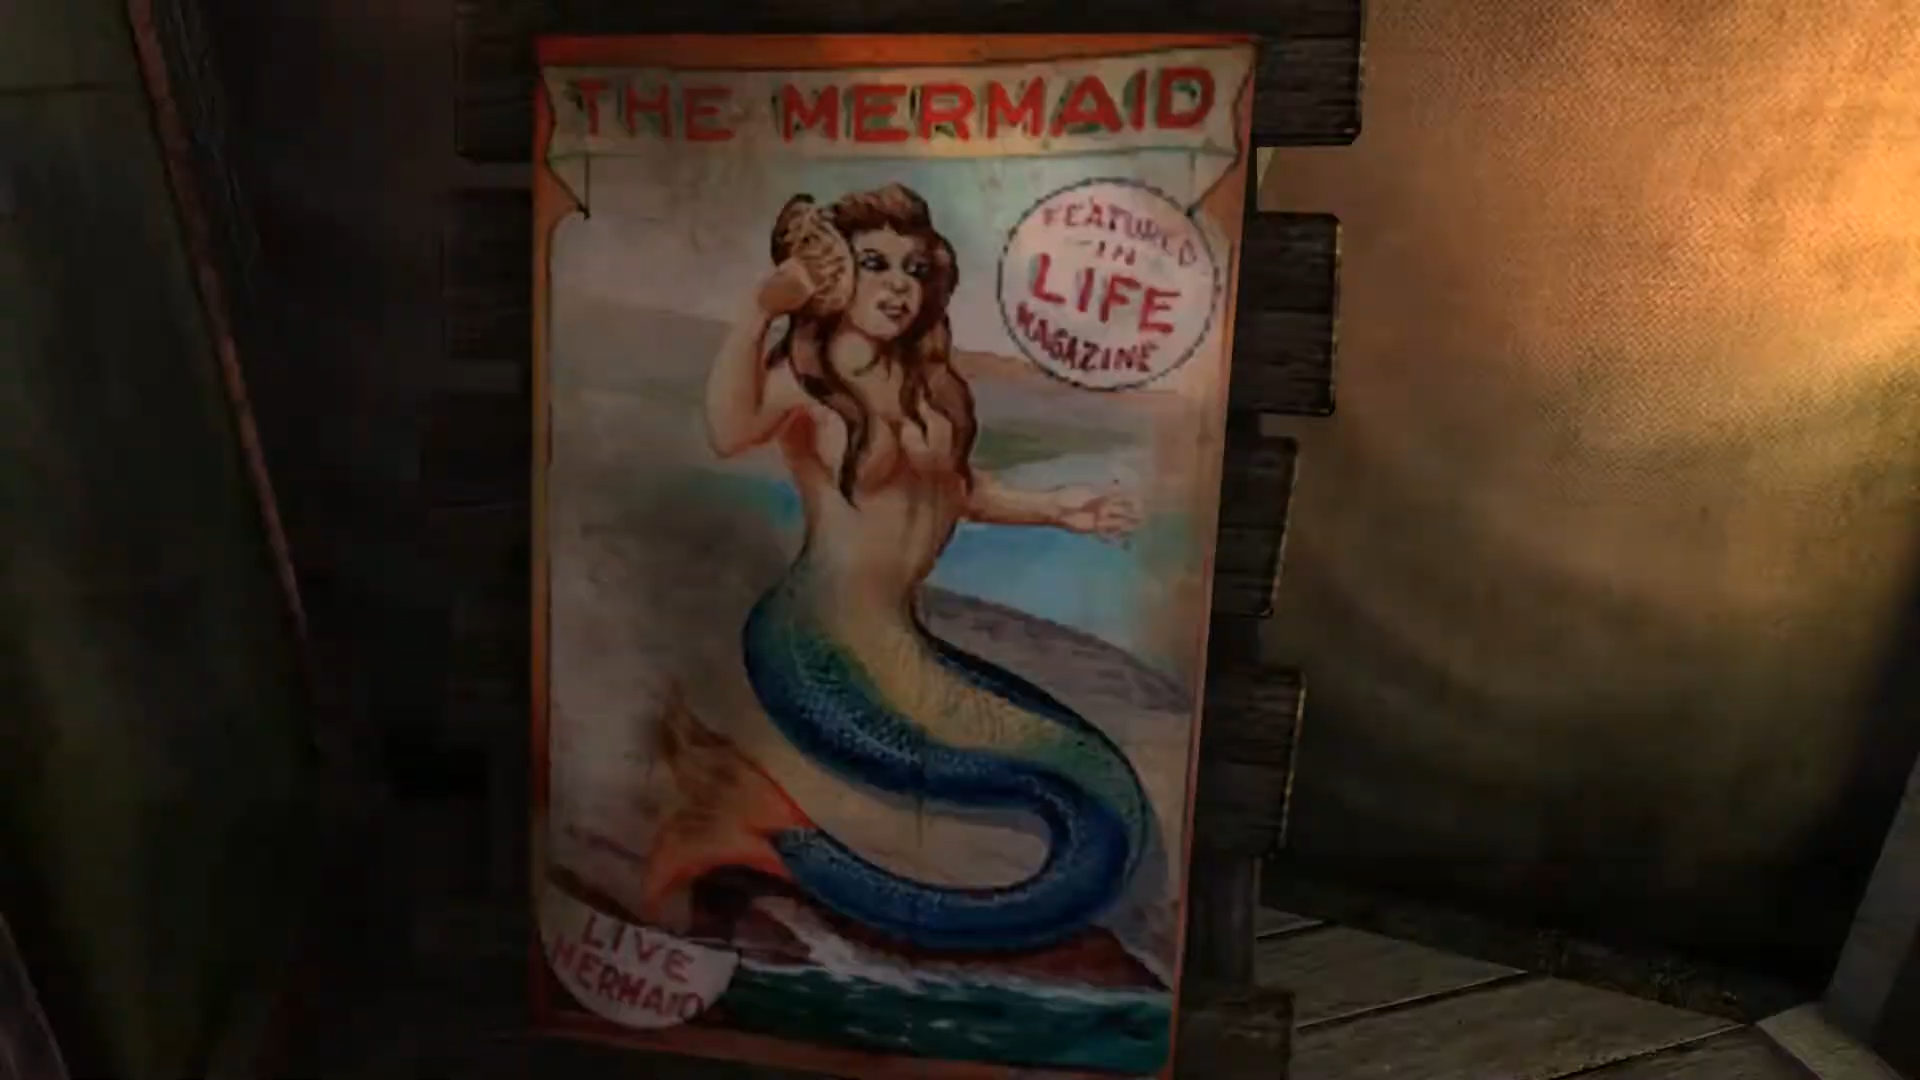 THE MERMAID
FEATURED
IN
LIFE
MAGAZINE
LIVE
MERMAID